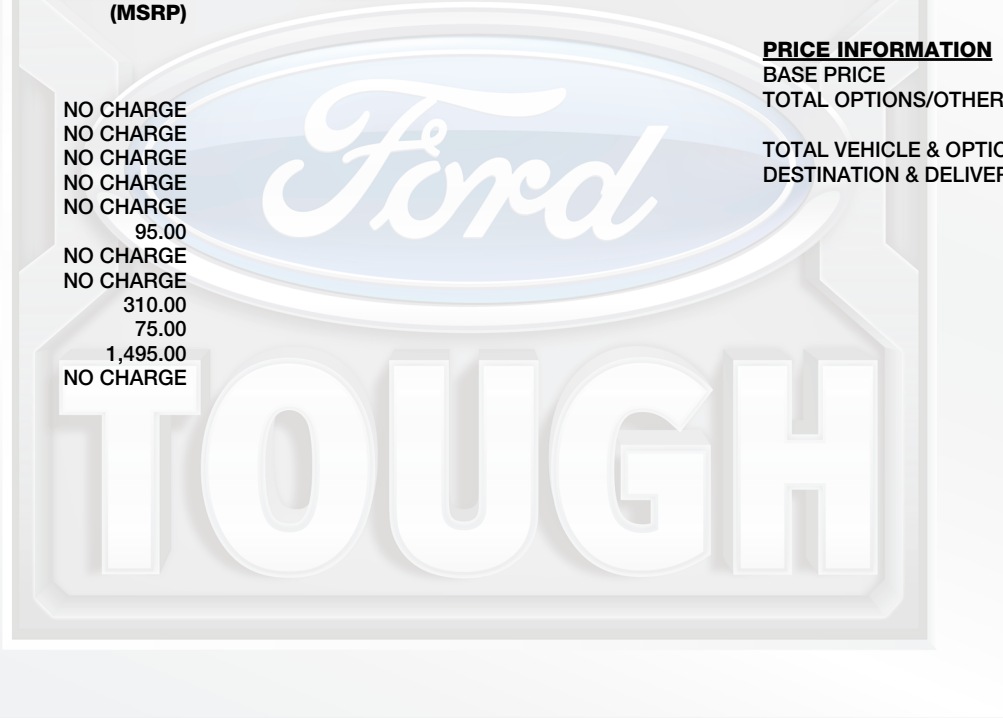 (MSRP)
NO CHARGE
NO CHARGE
NO CHARGE
NO CHARGE
NO CHARGE
95.00
NO CHARGE
NO CHARGE
310.00
75.00
1,495.00
NO CHARGE
PRICE INFORMATION
BASE PRICE
TOTAL OPTIONS/OTHER
TOTAL VEHICLE & OPTIO
DESTINATION & DELIVER
Ford
TOUGH